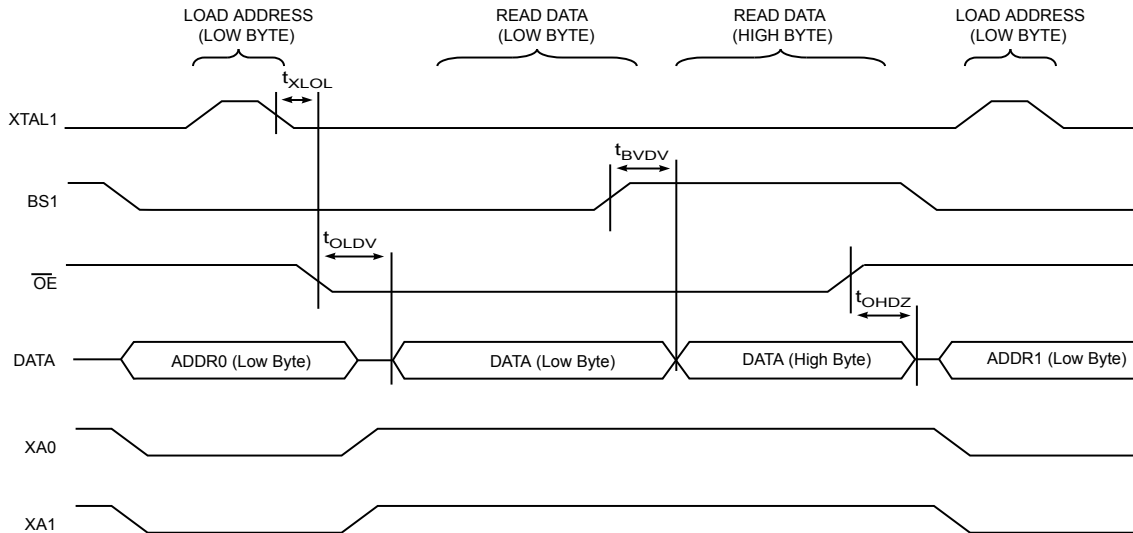 LOAD ADDRESS
(LOW BYTE)
READ DATA
(LOW BYTE)
READ DATA
(HIGH BYTE)
LOAD ADDRESS
(LOW BYTE)
tXLOL
XTAL1
tBVDV
BS1
tOLDV
OE
tOHDZ
DATA
ADDR0 (Low Byte)
DATA (Low Byte)
DATA (High Byte)
ADDR1 (Low Byte)
XA0
XA1